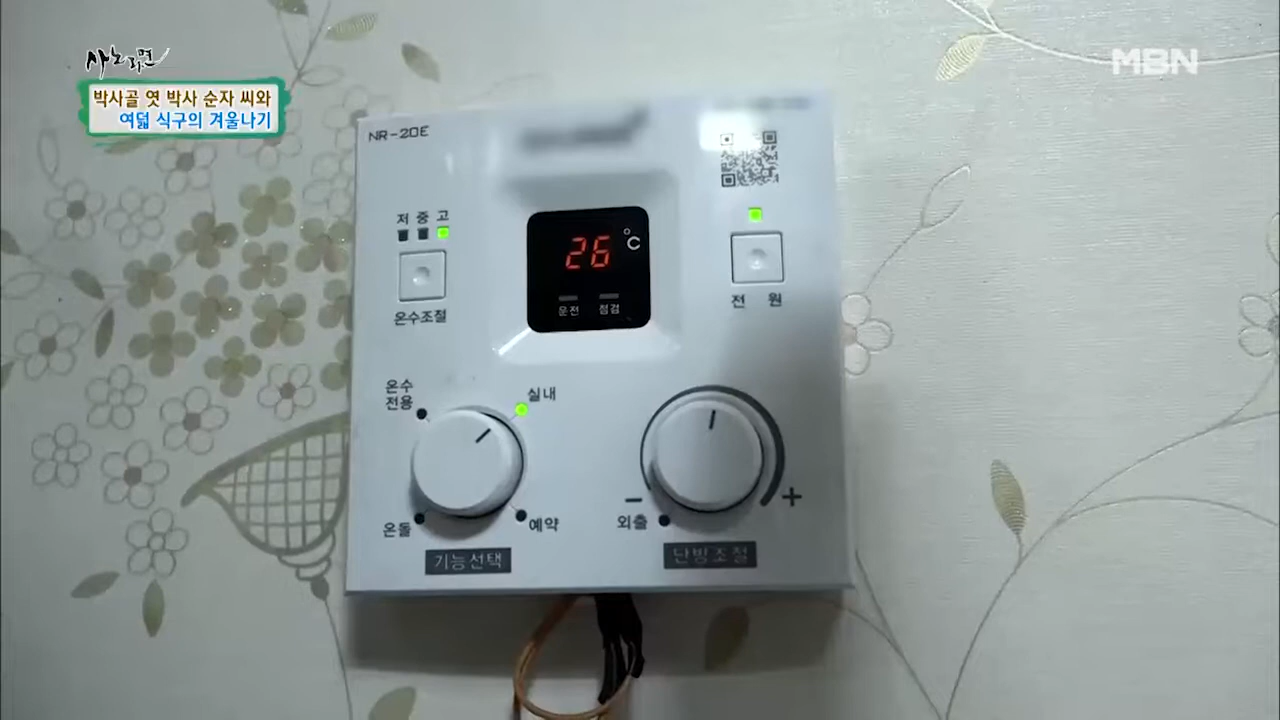 사노라면
MBN
박사골 엿 박사 순자 씨와
여덟 식구의 겨울나기
NR-20E
저 중 고
26 °C
운전 점검
온수조절
전 원
온수
전용
실내
온돌
예약
기능선택
− +
외출
난방조절